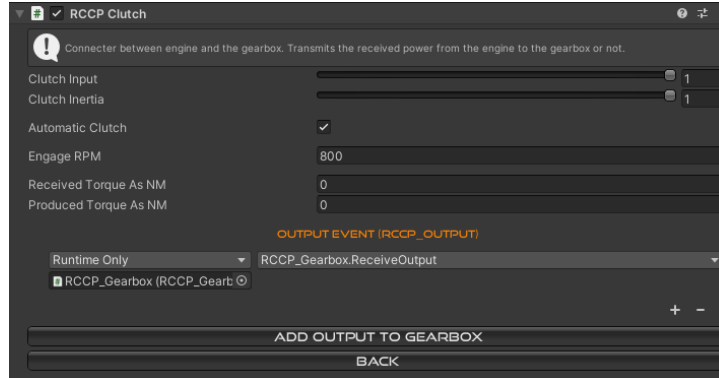 RCCP Clutch
Connecter between engine and the gearbox. Transmits the received power from the engine to the gearbox or not.
Clutch Input 1
Clutch Inertia 1
Automatic Clutch
Engage RPM 800
Received Torque As NM 0
Produced Torque As NM 0
OUTPUT EVENT (RCCP_OUTPUT)
Runtime Only RCCP_Gearbox.ReceiveOutput
RCCP_Gearbox (RCCP_Gearb
+ -
ADD OUTPUT TO GEARBOX
BACK